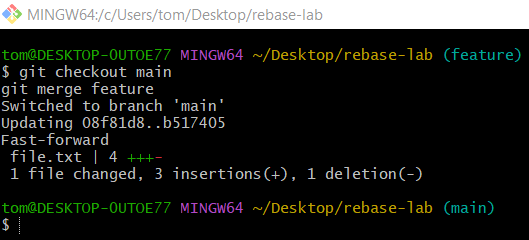 MINGW64:/c/Users/tom/Desktop/rebase-lab
tom@DESKTOP-OUTOE77 MINGW64 ~/Desktop/rebase-lab (feature)
$ git checkout main
git merge feature
Switched to branch 'main'
Updating 08f81d8..b517405
Fast-forward
 file.txt | 4 +++-
 1 file changed, 3 insertions(+), 1 deletion(-)
tom@DESKTOP-OUTOE77 MINGW64 ~/Desktop/rebase-lab (main)
$